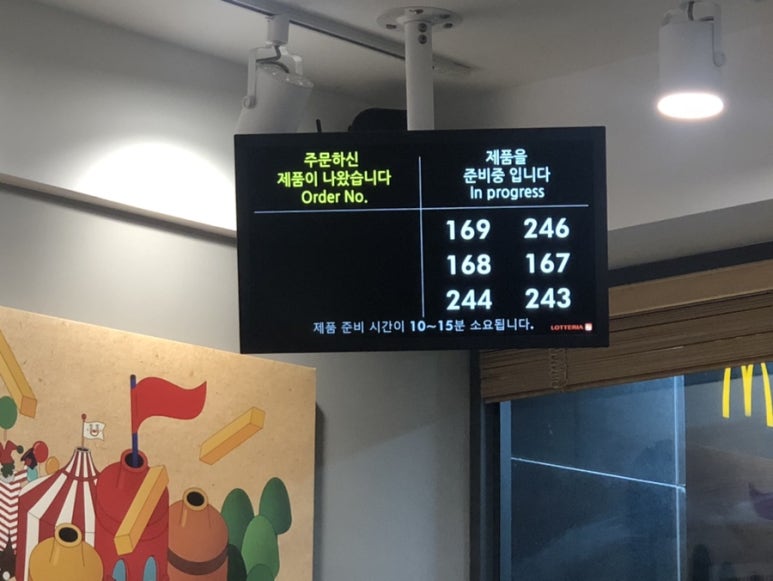 주문하신
제품이 나왔습니다
Order No.
제품을
준비중 입니다
In progress
169 246
168 167
244 243
제품 준비 시간이 10~15분 소요됩니다.
LOTTERIA